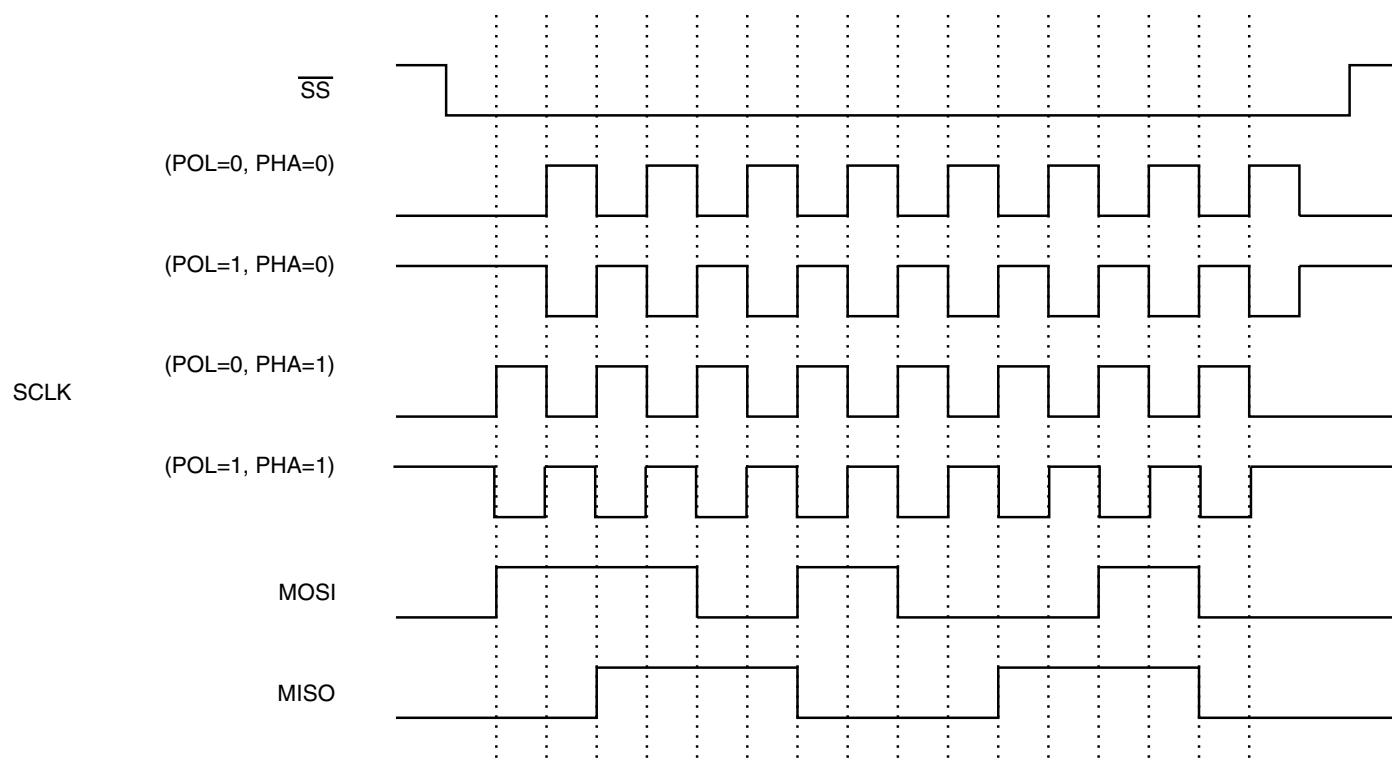 SS
(POL=0, PHA=0)
(POL=1, PHA=0)
(POL=0, PHA=1)
SCLK
(POL=1, PHA=1)
MOSI
MISO